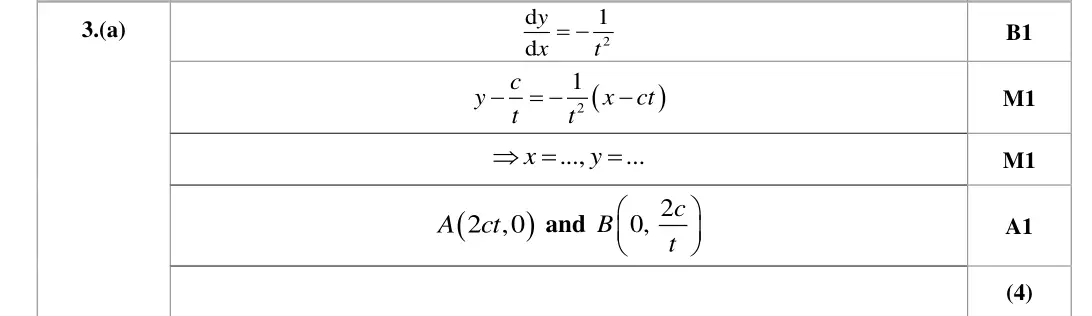 3.(a)
dy/dx = −1/t² B1
y − c/t = −1/t² (x − ct) M1
⇒ x = ..., y = ... M1
A(2ct, 0) and B(0, 2c/t) A1
(4)